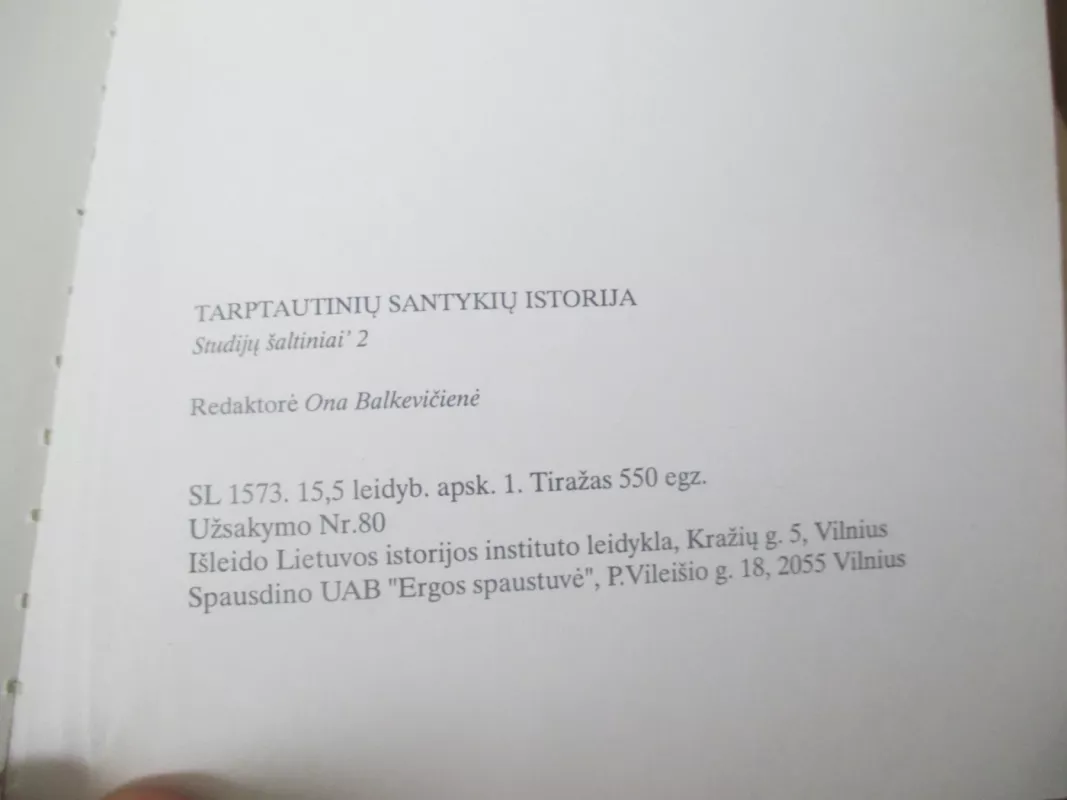 TARPTAUTINIŲ SANTYKIŲ ISTORIJA
Studijų šaltiniai’ 2
Redaktorė Ona Balkevičienė
SL 1573. 15,5 leidyb. apsk. 1. Tiražas 550 egz.
Užsakymo Nr.80
Išleido Lietuvos istorijos instituto leidykla, Kražių g. 5, Vilnius
Spausdino UAB "Ergos spaustuvė", P.Vileišio g. 18, 2055 Vilnius